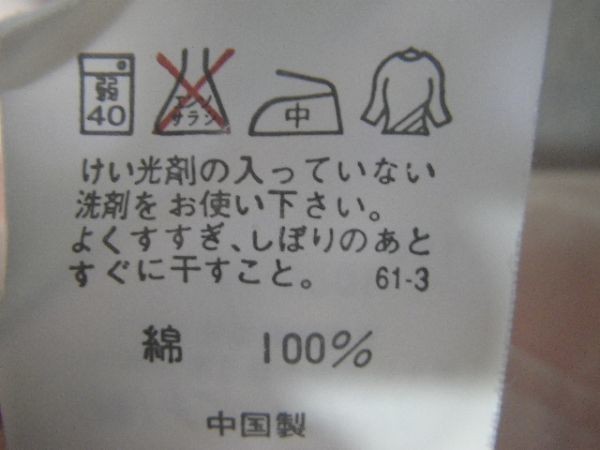 弱
40
エンソ
サラシ
中
けい光剤の入っていない
洗剤をお使い下さい。
よくすすぎ、しぼりのあと
すぐに干すこと。 61-3
綿 100%
中国製